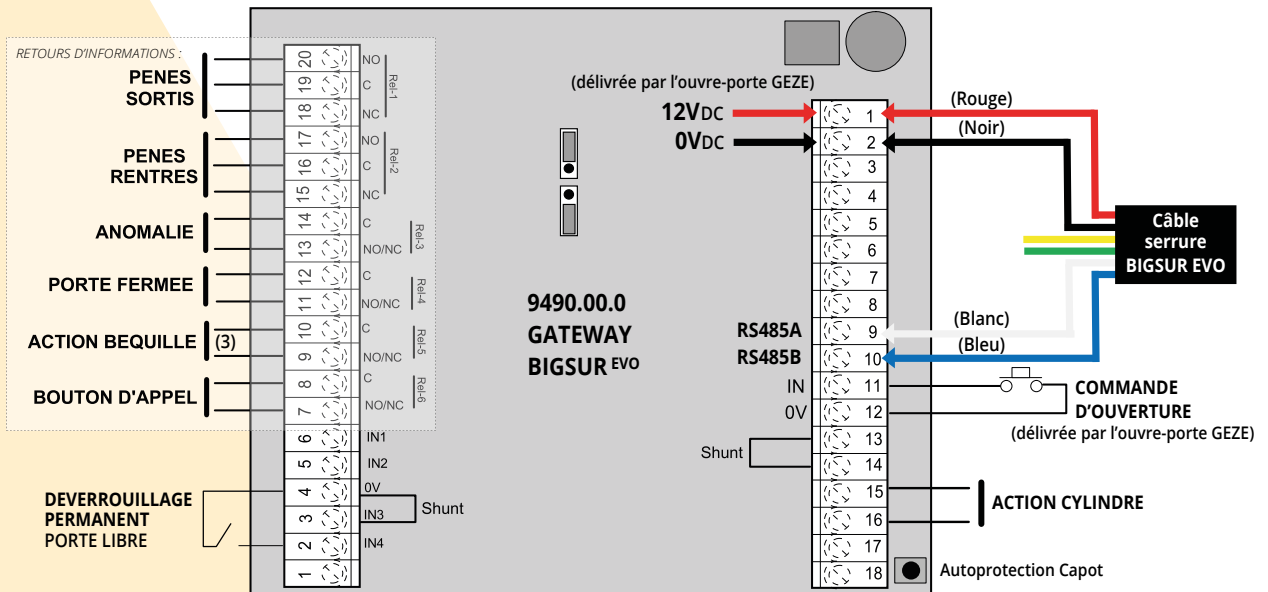 RETOURS D'INFORMATIONS :
PENES
SORTIS
PENES
RENTRES
ANOMALIE
PORTE FERMEE
ACTION BEQUILLE (3)
BOUTON D'APPEL
DEVERROUILLAGE
PERMANENT
PORTE LIBRE
20 NO
19 C
18 NC
Rel-1
17 NO
16 C
15 NC
Rel-2
14 C
13 NO/NC
Rel-3
12 C
11 NO/NC
Rel-4
10 C
9 NO/NC
Rel-5
8 C
7 NO/NC
Rel-6
6 IN1
5 IN2
4 0V
3 IN3
Shunt
2 IN4
1
9490.00.0
GATEWAY
BIGSUR EVO
(délivrée par l'ouvre-porte GEZE)
12VDC
0VDC
1
2
3
4
5
6
7
8
RS485A 9
RS485B 10
IN 11
0V 12
13
Shunt
14
15
16
17
18
(Rouge)
(Noir)
Câble
serrure
BIGSUR EVO
(Blanc)
(Bleu)
COMMANDE
D'OUVERTURE
(délivrée par l'ouvre-porte GEZE)
ACTION CYLINDRE
Autoprotection Capot